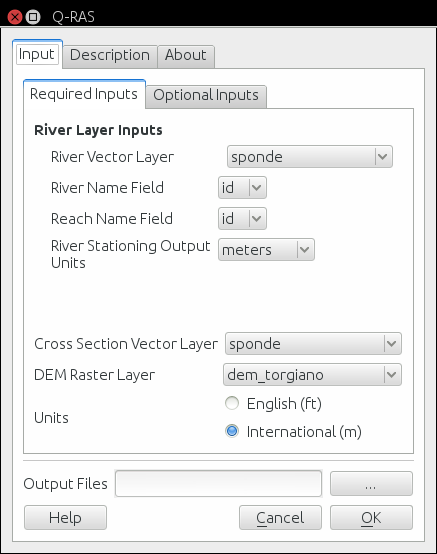 Q-RAS
Input Description About
Required Inputs Optional Inputs
River Layer Inputs
River Vector Layer sponde
River Name Field id
Reach Name Field id
River Stationing Output
Units
meters
Cross Section Vector Layer sponde
DEM Raster Layer dem_torgiano
Units
English (ft)
International (m)
Output Files ...
Help Cancel OK